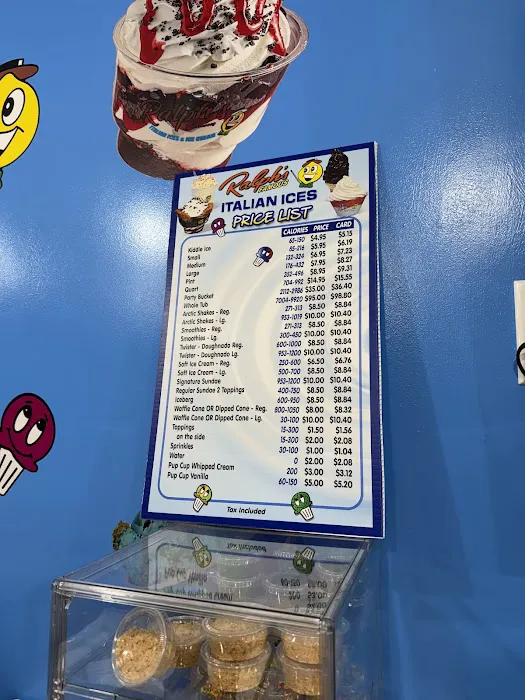 Ralph's
FAMOUS
ITALIAN ICES
PRICE LIST
CALORIES PRICE CARD
Kiddie Ice 60-150 $4.95 $5.15
Small 85-216 $5.95 $6.19
Medium 132-324 $6.95 $7.23
Large 176-432 $7.95 $8.27
Pint 252-496 $8.95 $9.31
Quart 704-992 $14.95 $15.55
Party Bucket 2112-2986 $35.00 $36.40
Whole Tub 7004-9920 $95.00 $98.80
Arctic Shakes - Reg. 271-313 $8.50 $8.84
Arctic Shakes - Lg. 953-1019 $10.00 $10.40
Smoothies - Reg. 271-313 $8.50 $8.84
Smoothies - Lg. 300-450 $10.00 $10.40
Twister - Doughnado Reg. 600-1000 $8.50 $8.84
Twister - Doughnado Lg. 953-1200 $10.00 $10.40
Soft Ice Cream - Reg. 250-600 $6.50 $6.76
Soft Ice Cream - Lg. 500-700 $8.50 $8.84
Signature Sundae 953-1200 $10.00 $10.40
Regular Sundae 2 Toppings 400-750 $8.50 $8.84
Iceberg 600-950 $8.50 $8.84
Waffle Cone OR Dipped Cone - Reg. 800-1050 $8.00 $8.32
Waffle Cone OR Dipped Cone - Lg. 30-100 $10.00 $10.40
Toppings 15-300 $1.50 $1.56
on the side 15-300 $2.00 $2.08
Sprinkles 30-100 $1.00 $1.04
Water 0 $2.00 $2.08
Pup Cup Whipped Cream 200 $3.00 $3.12
Pup Cup Vanilla 60-150 $5.00 $5.20
Tax Included